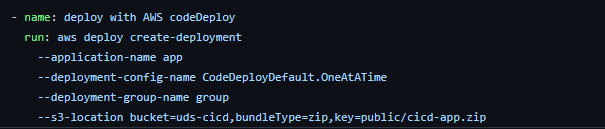 - name: deploy with AWS codeDeploy
run: aws deploy create-deployment
--application-name app
--deployment-config-name CodeDeployDefault.OneAtATime
--deployment-group-name group
--s3-location bucket=uds-cicd,bundleType=zip,key=public/cicd-app.zip